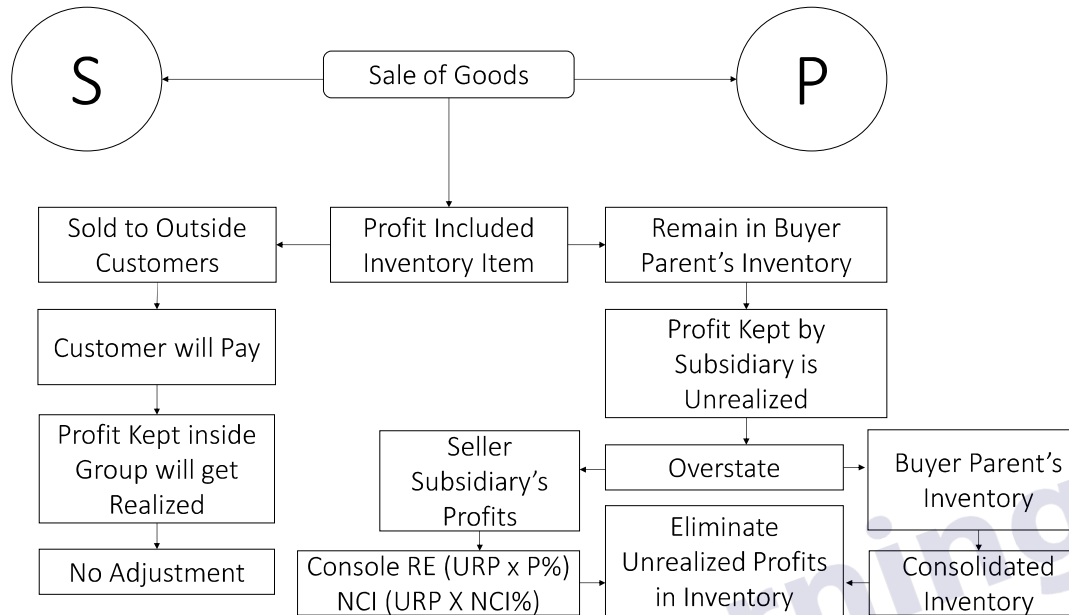 S
Sale of Goods
P
Sold to Outside
Customers
Profit Included
Inventory Item
Remain in Buyer
Parent’s Inventory
Customer will Pay
Profit Kept by
Subsidiary is
Unrealized
Profit Kept inside
Group will get
Realized
Seller
Subsidiary’s
Profits
Overstate
Buyer Parent’s
Inventory
No Adjustment
Console RE (URP x P%)
NCI (URP X NCI%)
Eliminate
Unrealized Profits
in Inventory
Consolidated
Inventory